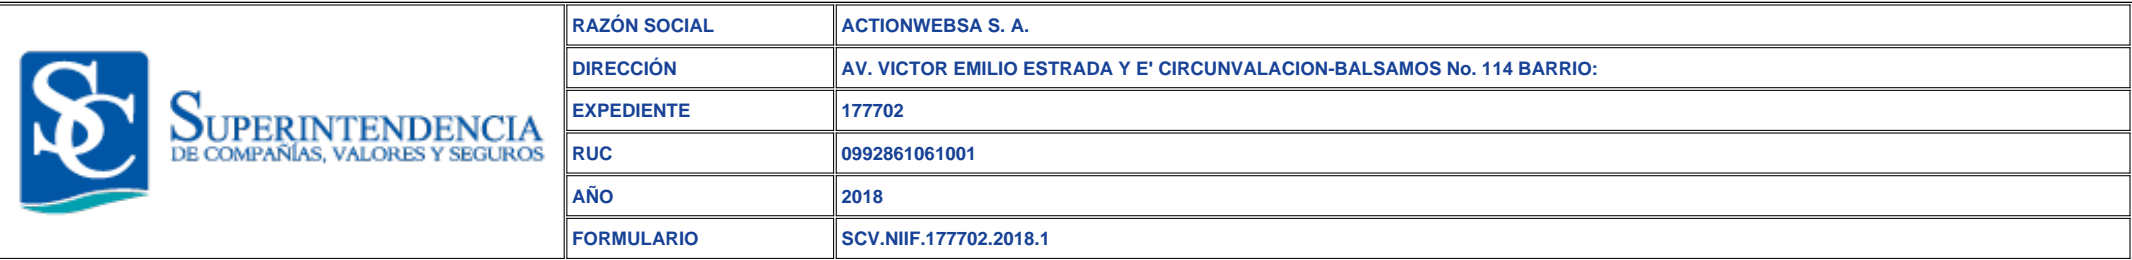 SC
SUPERINTENDENCIA
DE COMPAÑÍAS, VALORES Y SEGUROS
RAZÓN SOCIAL ACTIONWEBSA S. A.
DIRECCIÓN AV. VICTOR EMILIO ESTRADA Y E' CIRCUNVALACION-BALSAMOS No. 114 BARRIO:
EXPEDIENTE 177702
RUC 0992861061001
AÑO 2018
FORMULARIO SCV.NIIF.177702.2018.1